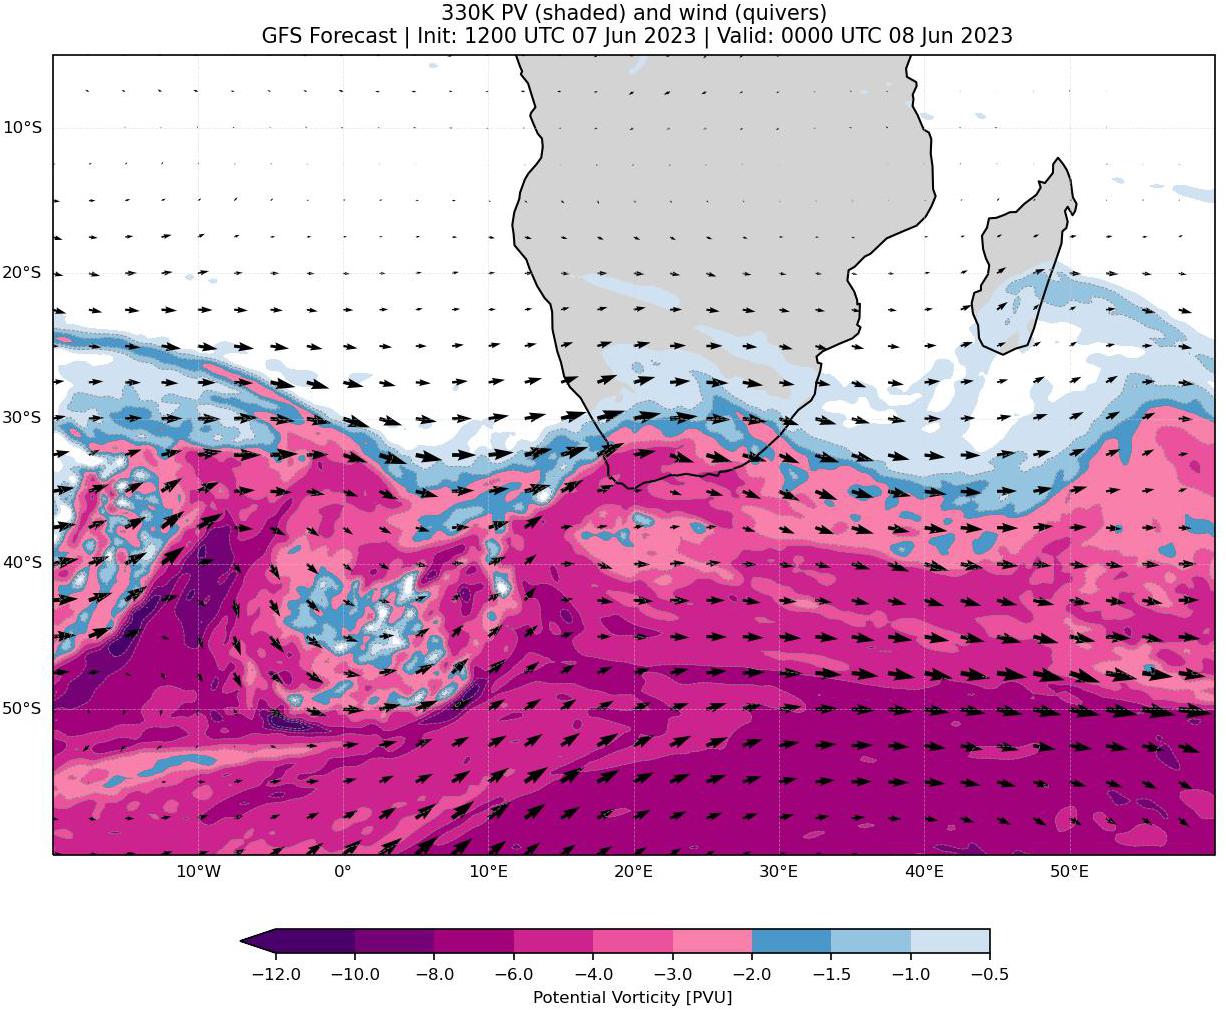 330K PV (shaded) and wind (quivers)
GFS Forecast | Init: 1200 UTC 07 Jun 2023 | Valid: 0000 UTC 08 Jun 2023
10°S
20°S
30°S
40°S
50°S
10°W 0° 10°E 20°E 30°E 40°E 50°E
−12.0 −10.0 −8.0 −6.0 −4.0 −3.0 −2.0 −1.5 −1.0 −0.5
Potential Vorticity [PVU]